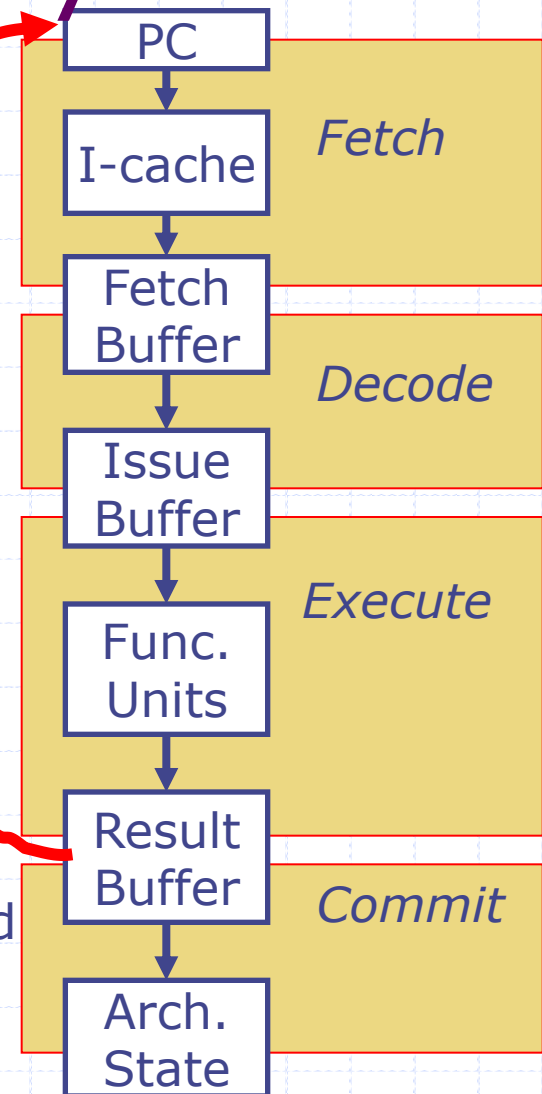 PC
I-cache
Fetch
Fetch
Buffer
Decode
Issue
Buffer
Execute
Func.
Units
Result
Buffer
Commit
Arch.
State